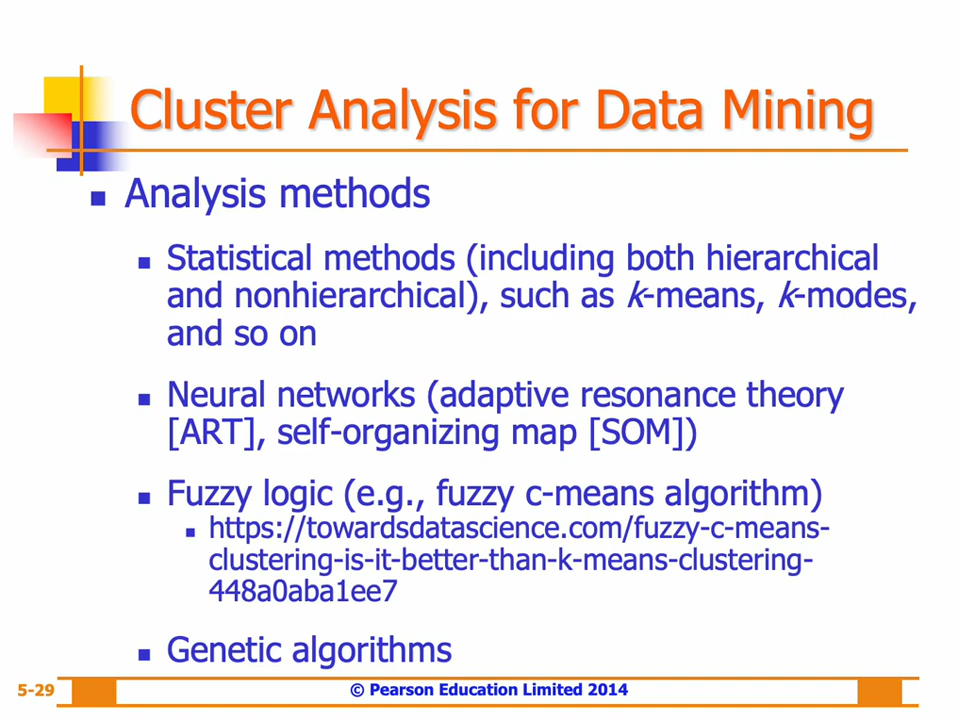 Cluster Analysis for Data Mining
Analysis methods
Statistical methods (including both hierarchical
and nonhierarchical), such as k-means, k-modes,
and so on
Neural networks (adaptive resonance theory
[ART], self-organizing map [SOM])
Fuzzy logic (e.g., fuzzy c-means algorithm)
https://towardsdatascience.com/fuzzy-c-means-
clustering-is-it-better-than-k-means-clustering-
448a0aba1ee7
Genetic algorithms
5-29
© Pearson Education Limited 2014